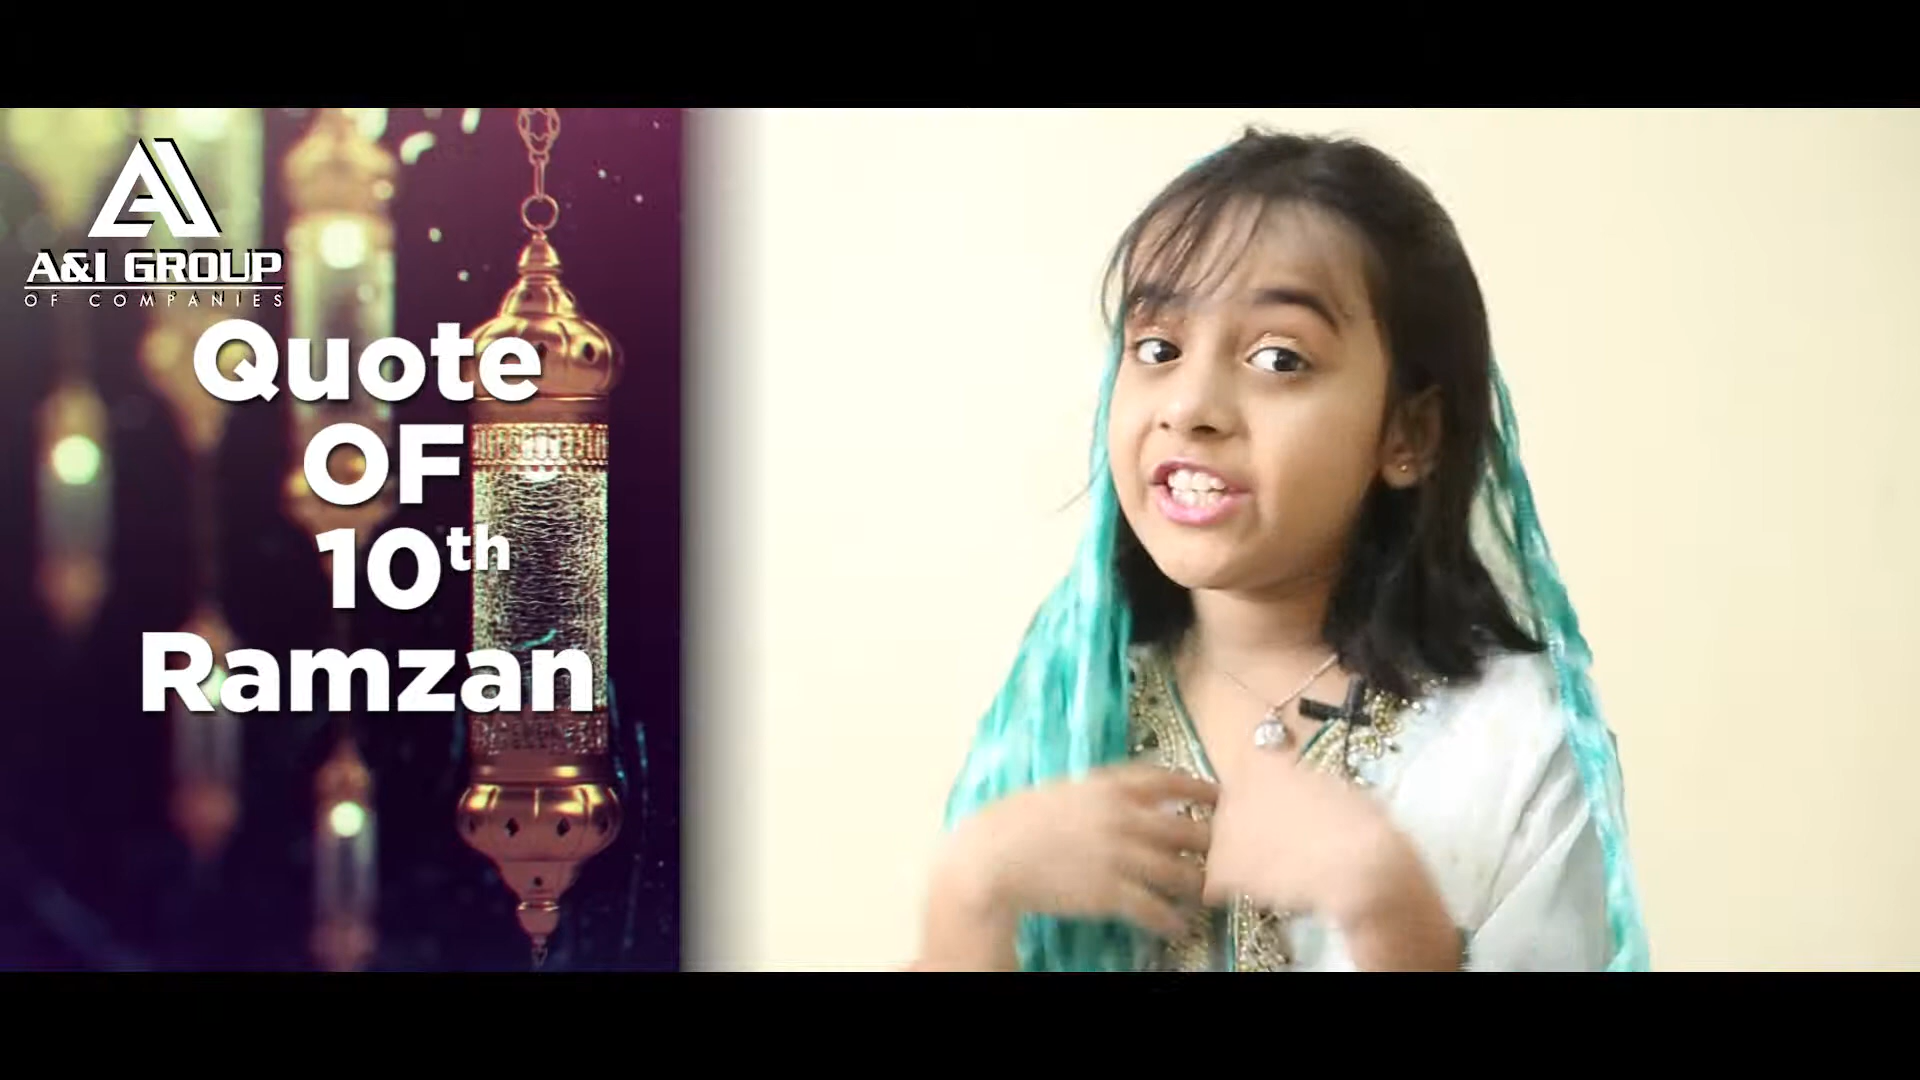 A&I GROUP
OF COMPANIES
Quote
OF
10th
Ramzan